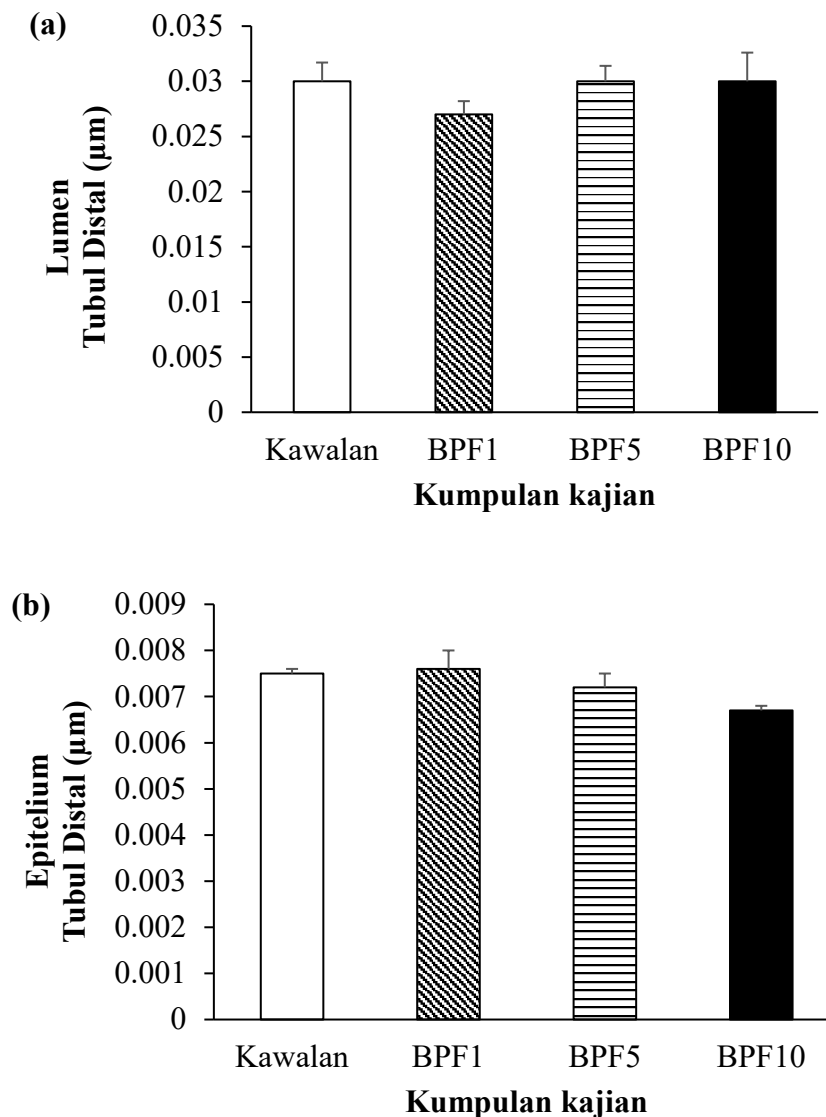 (a)
0.035
0.03
0.025
0.02
0.015
0.01
0.005
0
Lumen
Tubul Distal (µm)
Kawalan BPF1 BPF5 BPF10
Kumpulan kajian
(b)
0.009
0.008
0.007
0.006
0.005
0.004
0.003
0.002
0.001
0
Epitelium
Tubul Distal (µm)
Kawalan BPF1 BPF5 BPF10
Kumpulan kajian